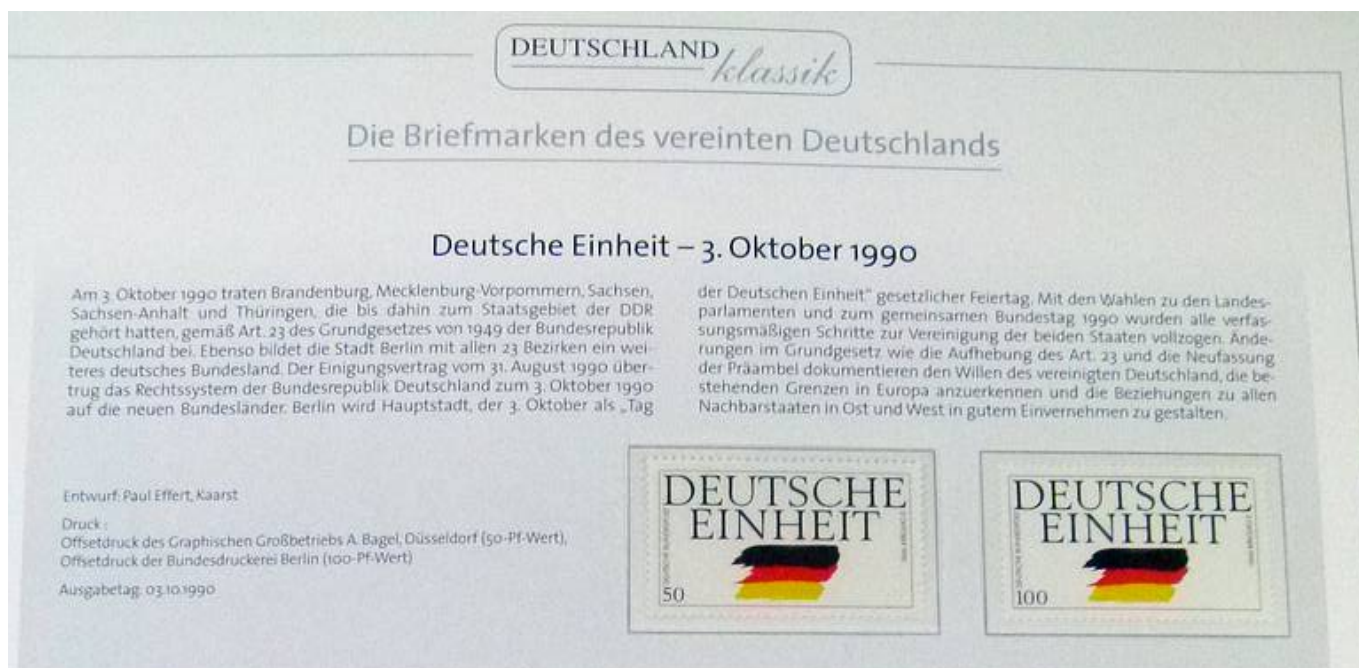 DEUTSCHLAND
klassik
Die Briefmarken des vereinten Deutschlands
Deutsche Einheit – 3. Oktober 1990
Am 3. Oktober 1990 traten Brandenburg, Mecklenburg-Vorpommern, Sachsen,
Sachsen-Anhalt und Thüringen, die bis dahin zum Staatsgebiet der DDR
gehört hatten, gemäß Art. 23 des Grundgesetzes von 1949 der Bundesrepublik
Deutschland bei. Ebenso bildet die Stadt Berlin mit allen 23 Bezirken ein wei-
teres deutsches Bundesland. Der Einigungsvertrag vom 31. August 1990 über-
trug das Rechtssystem der Bundesrepublik Deutschland zum 3. Oktober 1990
auf die neuen Bundesländer. Berlin wird Hauptstadt, der 3. Oktober als „Tag
der Deutschen Einheit“ gesetzlicher Feiertag. Mit den Wahlen zu den Landes-
parlamenten und zum gemeinsamen Bundestag 1990 wurden alle verfas-
sungsmäßigen Schritte zur Vereinigung der beiden Staaten vollzogen. Ände-
rungen im Grundgesetz wie die Aufhebung des Art. 23 und die Neufassung
der Präambel dokumentieren den Willen des vereinigten Deutschland, die be-
stehenden Grenzen in Europa anzuerkennen und die Beziehungen zu allen
Nachbarstaaten in Ost und West in gutem Einvernehmen zu gestalten.
Entwurf: Paul Effert, Kaarst
Druck :
Offsetdruck des Graphischen Großbetriebs A. Bagel, Düsseldorf (50-Pf-Wert),
Offsetdruck der Bundesdruckerei Berlin (100-Pf-Wert)
Ausgabetag: 03.10.1990
DEUTSCHE
EINHEIT
50
DEUTSCHE
EINHEIT
100